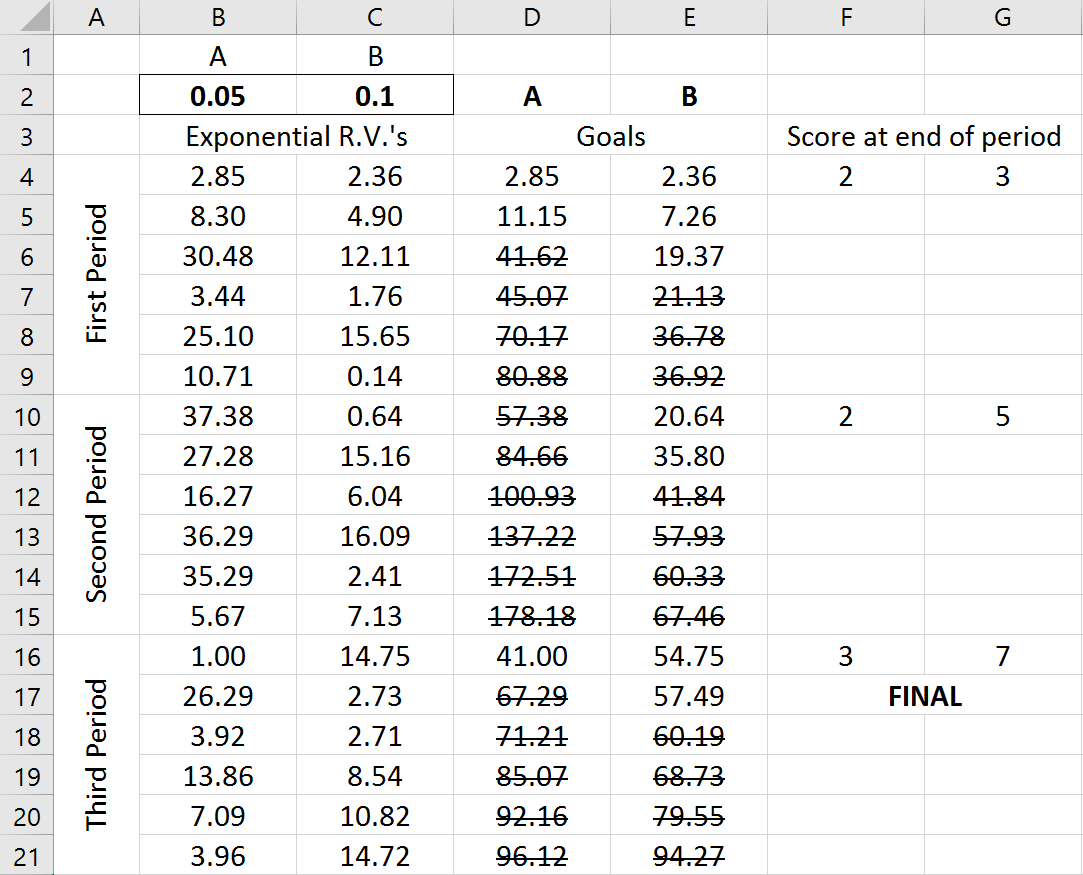 A B C D E F G
1 A B
2 0.05 0.1 A B
3 Exponential R.V.'s Goals Score at end of period
First Period
4 2.85 2.36 2.85 2.36 2 3
5 8.30 4.90 11.15 7.26
6 30.48 12.11 41.62 19.37
7 3.44 1.76 45.07 21.13
8 25.10 15.65 70.17 36.78
9 10.71 0.14 80.88 36.92
Second Period
10 37.38 0.64 57.38 20.64 2 5
11 27.28 15.16 84.66 35.80
12 16.27 6.04 100.93 41.84
13 36.29 16.09 137.22 57.93
14 35.29 2.41 172.51 60.33
15 5.67 7.13 178.18 67.46
Third Period
16 1.00 14.75 41.00 54.75 3 7
17 26.29 2.73 67.29 57.49 FINAL
18 3.92 2.71 71.21 60.19
19 13.86 8.54 85.07 68.73
20 7.09 10.82 92.16 79.55
21 3.96 14.72 96.12 94.27